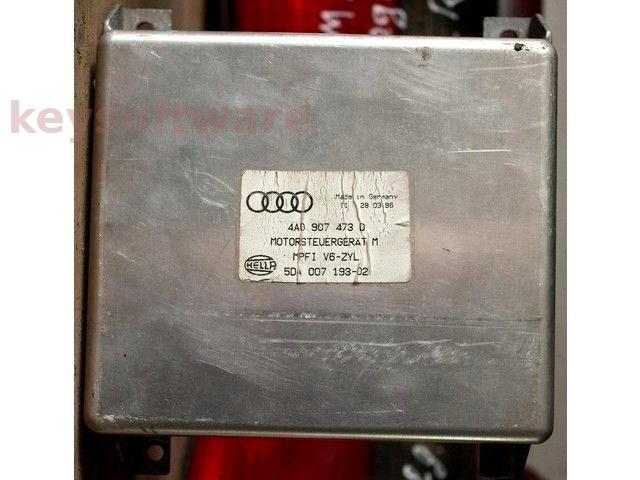 keysoftware
Made in Germany
28 03 96
4A0 907 473 D
MOTORSTEUERGERÄT M
MPFI V6-ZYL
HELLA
5DA 007 193-02